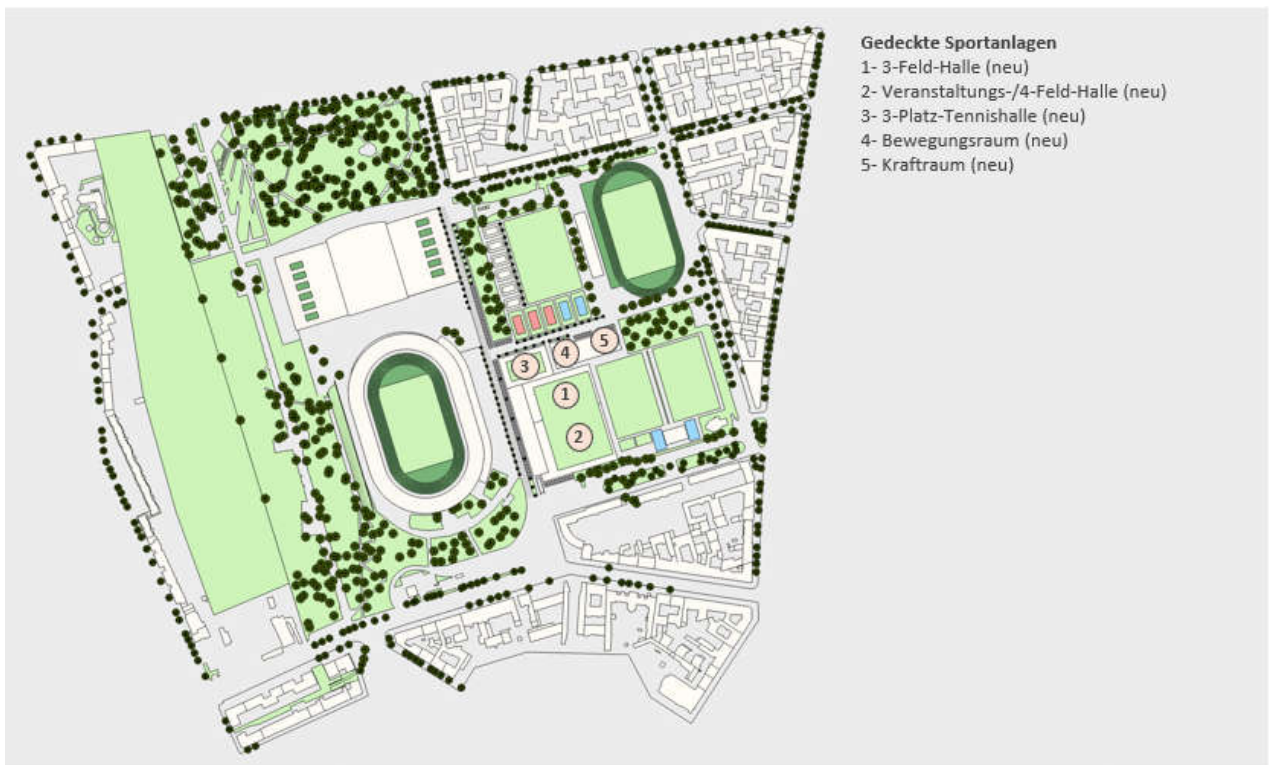 Gedeckte Sportanlagen
1- 3-Feld-Halle (neu)
2- Veranstaltungs-/4-Feld-Halle (neu)
3- 3-Platz-Tennishalle (neu)
4- Bewegungsraum (neu)
5- Kraftraum (neu)
5
4
3
1
2